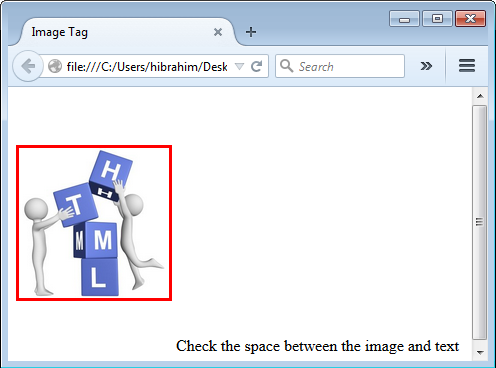 Image Tag
file:///C:/Users/hibrahim/Desk
Search
H
H
T
M M
L
Check the space between the image and text